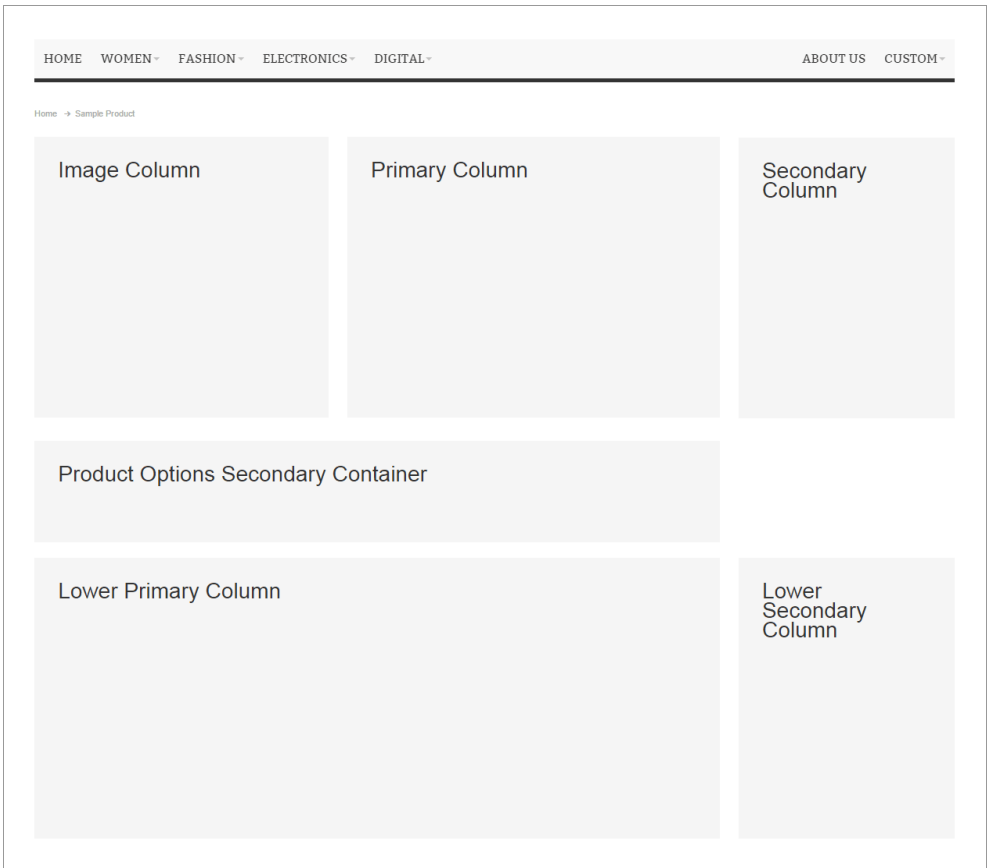 HOME WOMEN FASHION ELECTRONICS DIGITAL ABOUT US CUSTOM
Home → Sample Product
Image Column
Primary Column
Secondary
Column
Product Options Secondary Container
Lower Primary Column
Lower
Secondary
Column